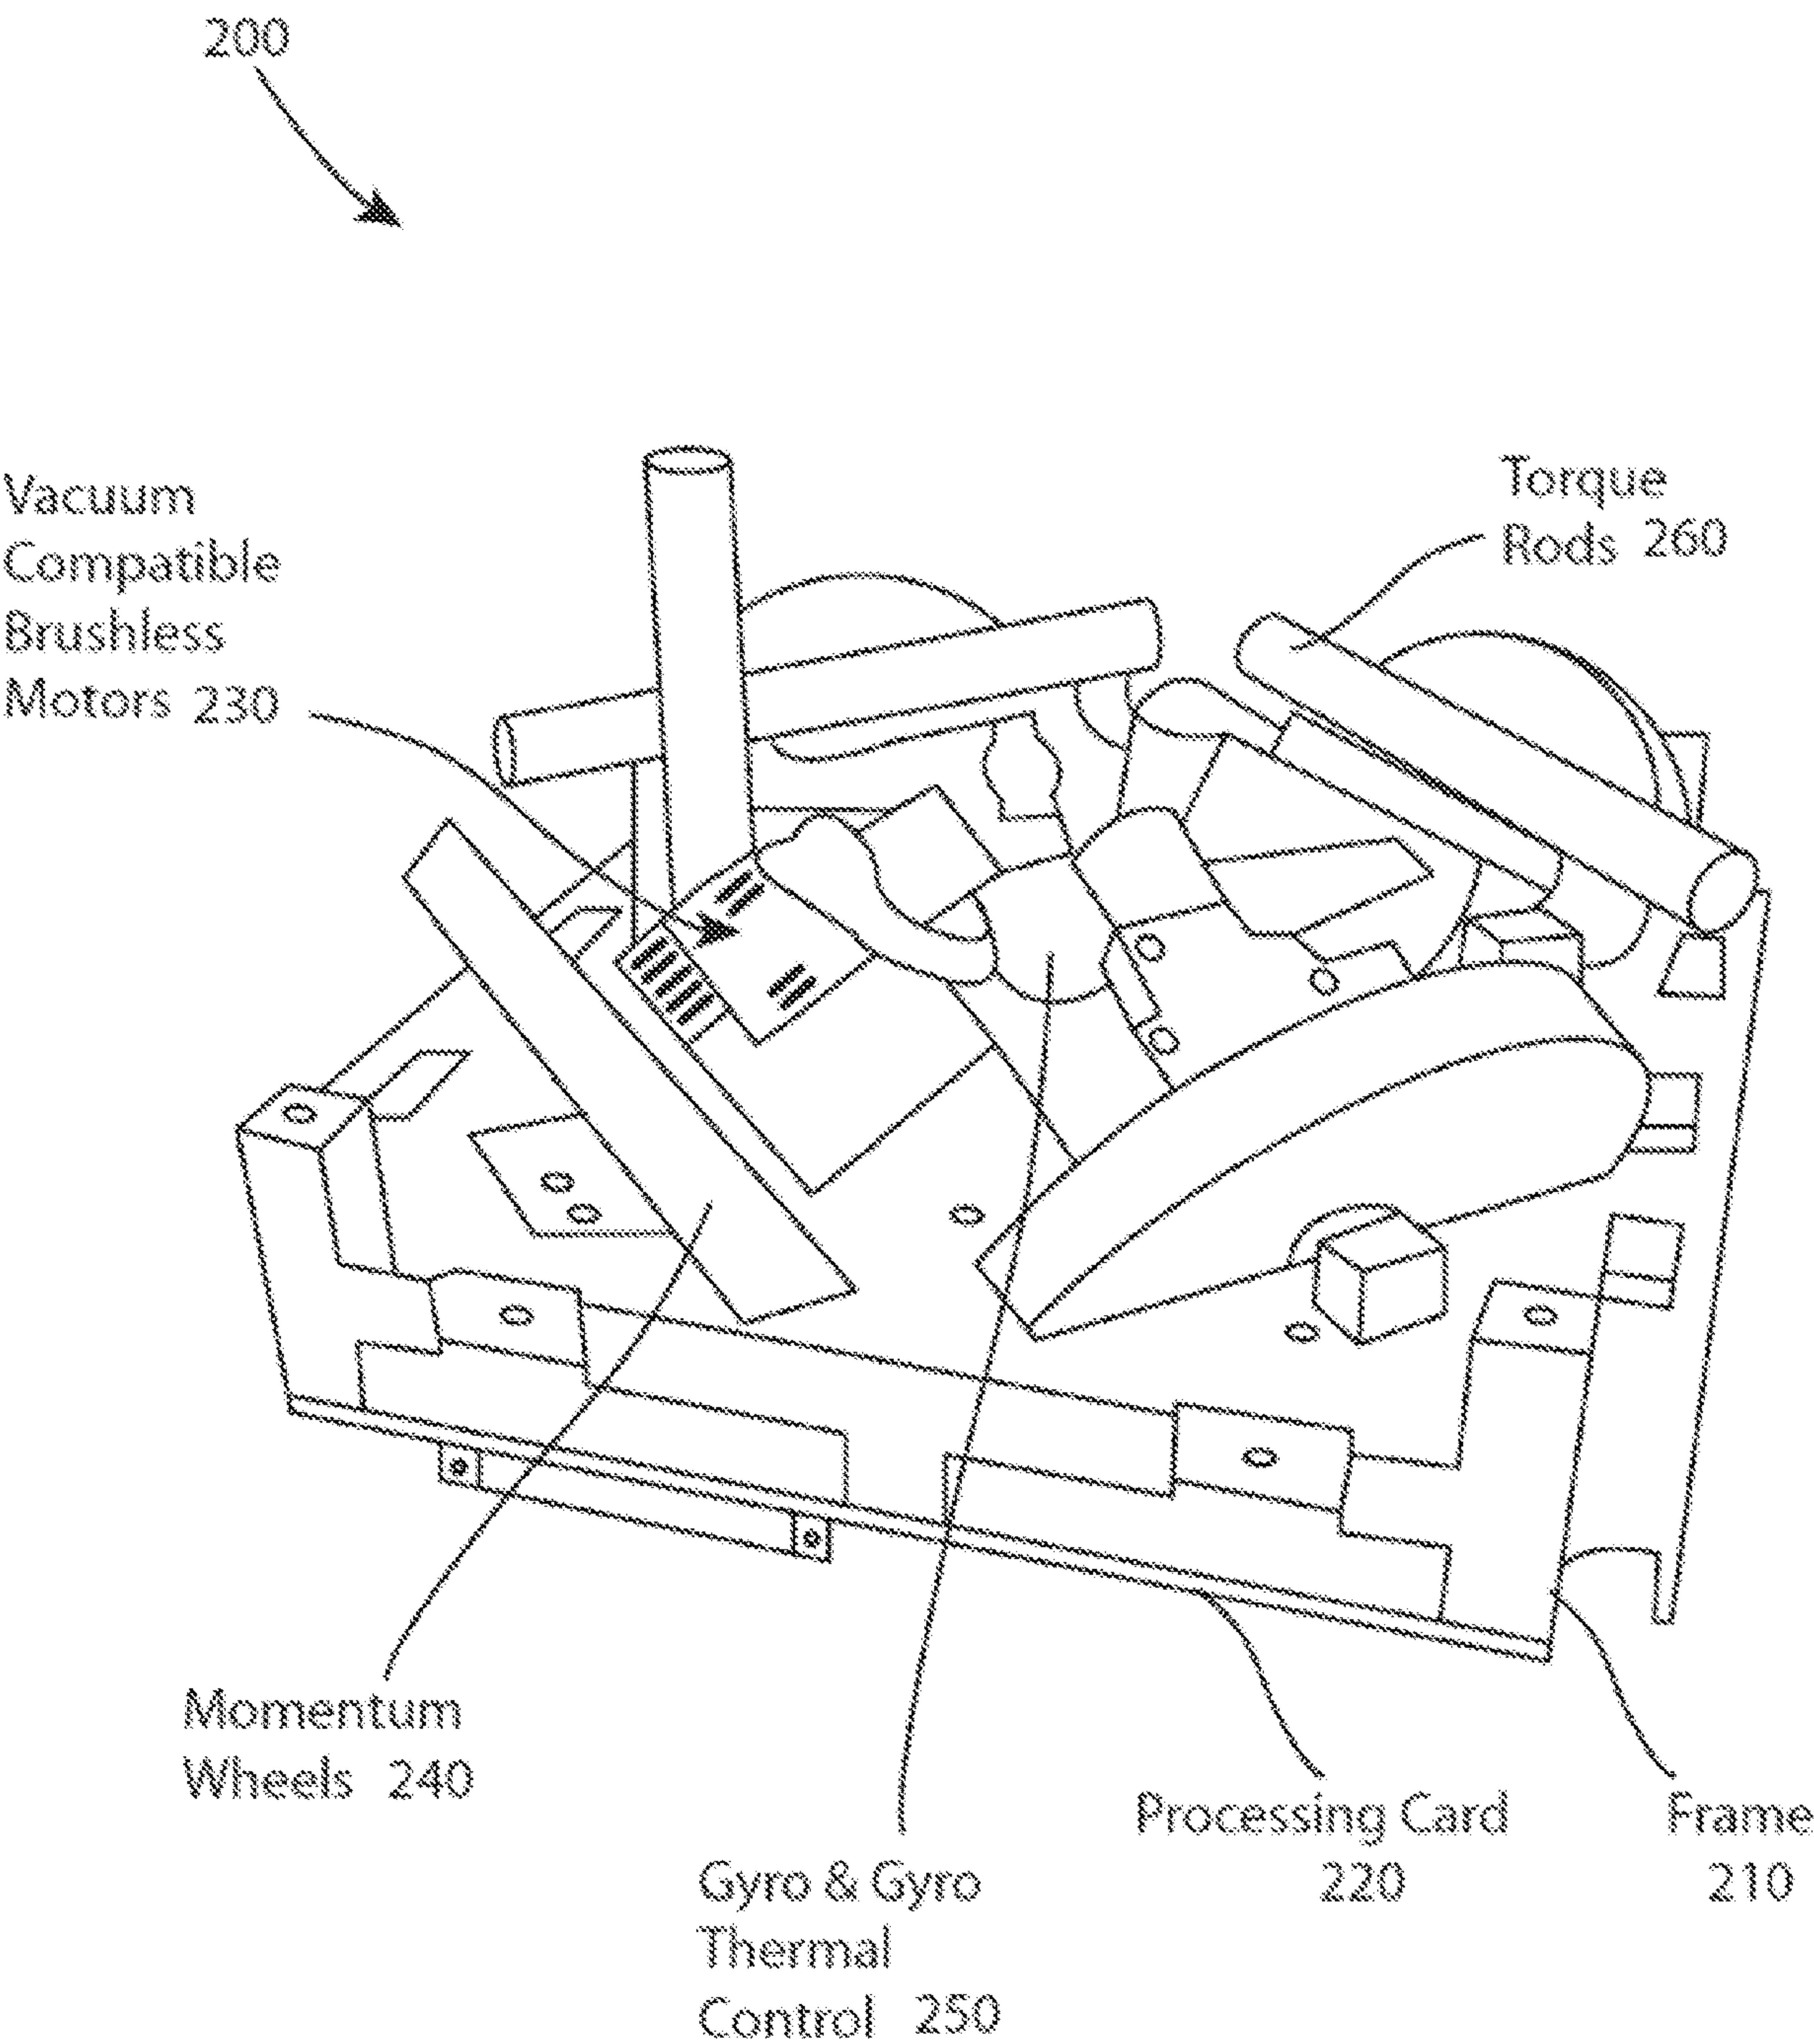 200
Vacuum
Compatible
Brushless
Motors 230
Torque
Rods 260
Momentum
Wheels 240
Gyro & Gyro
Thermal
Control 250
Processing Card
220
Frame
210